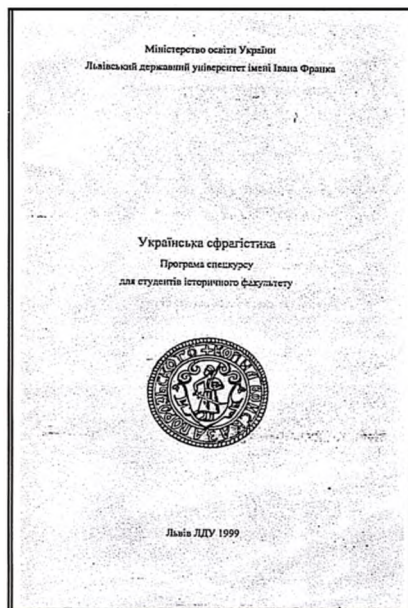 Міністерство освіти України
Львівський державний університет імені Івана Франка
Українська сфрагістика
Програма спецкурсу
для студентів історичного факультету
Львів ЛДУ 1999